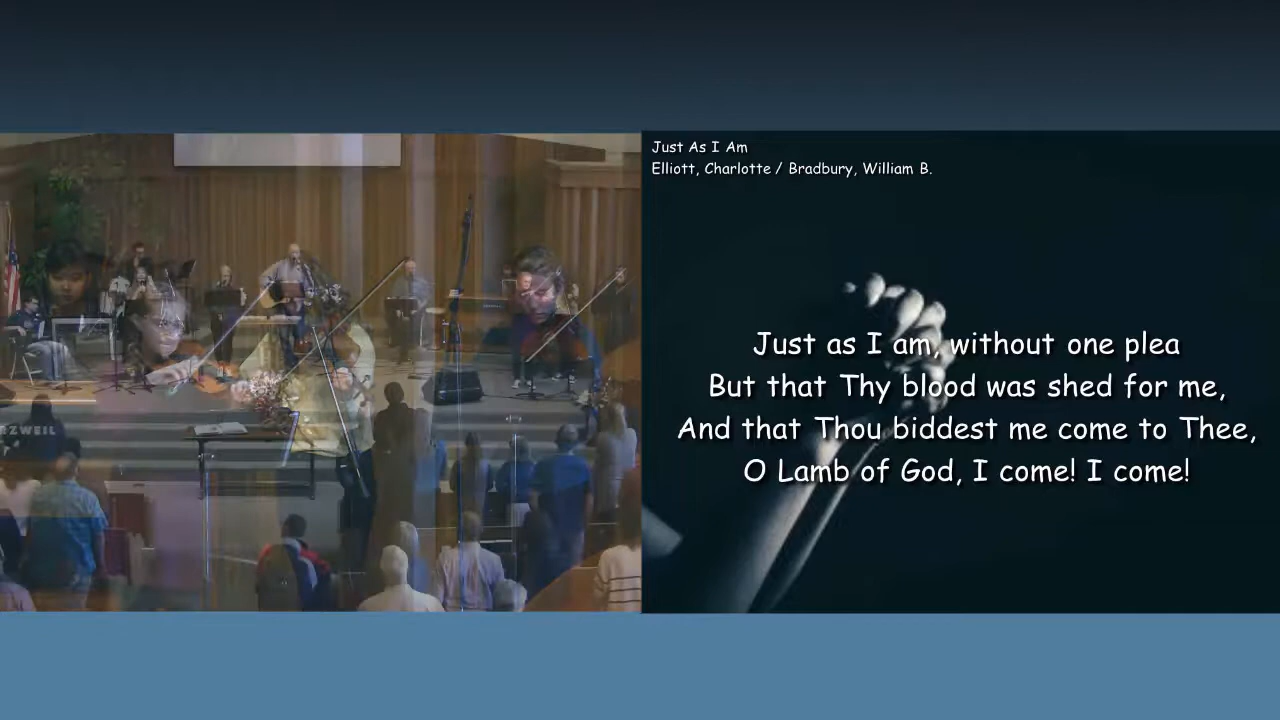 Just As I Am
Elliott, Charlotte / Bradbury, William B.
Just as I am, without one plea
But that Thy blood was shed for me,
And that Thou biddest me come to Thee,
O Lamb of God, I come! I come!
RZWEIL